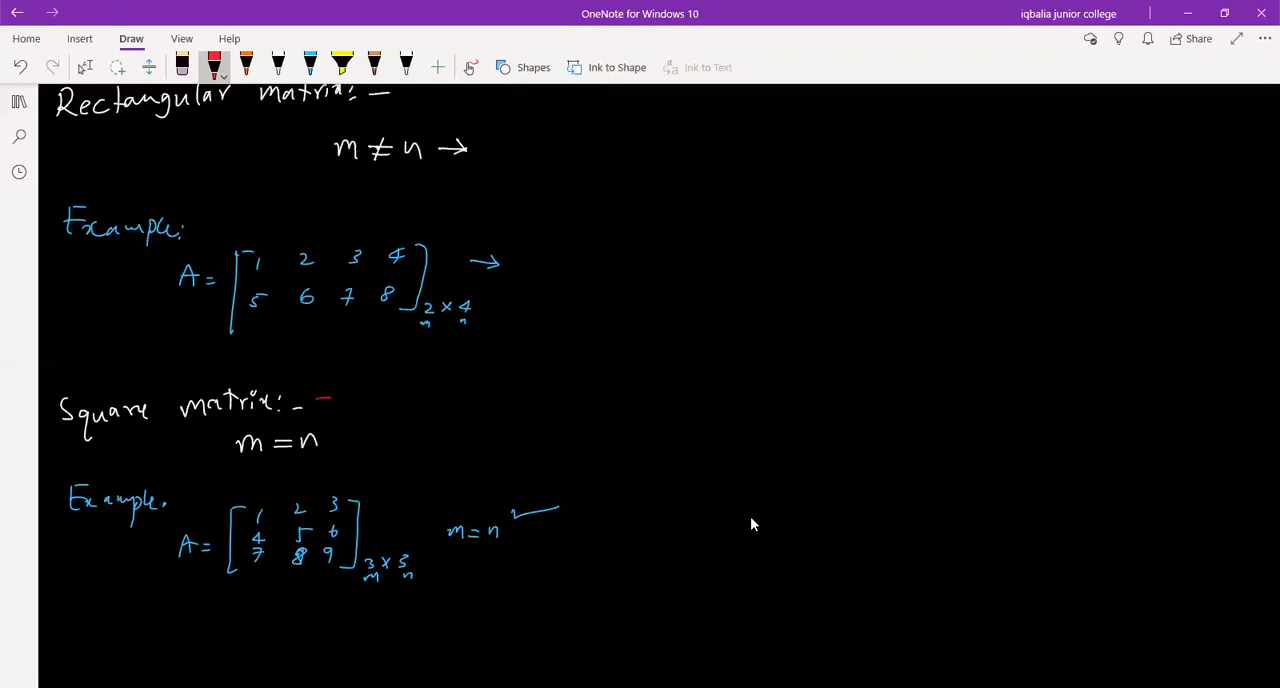 OneNote for Windows 10
iqbalia junior college
Home Insert Draw View Help
Share
Shapes
Ink to Shape
Ink to Text
Rectangular matrix:-
m ≠ n →
Example:
A = [ 1 2 3 4
5 6 7 8 ] 2 × 4
m n
→
Square matrix:- –
m = n
Example.
A = [ 1 2 3
4 5 6
7 8 9 ] 3 × 3
m n
m = n ✓